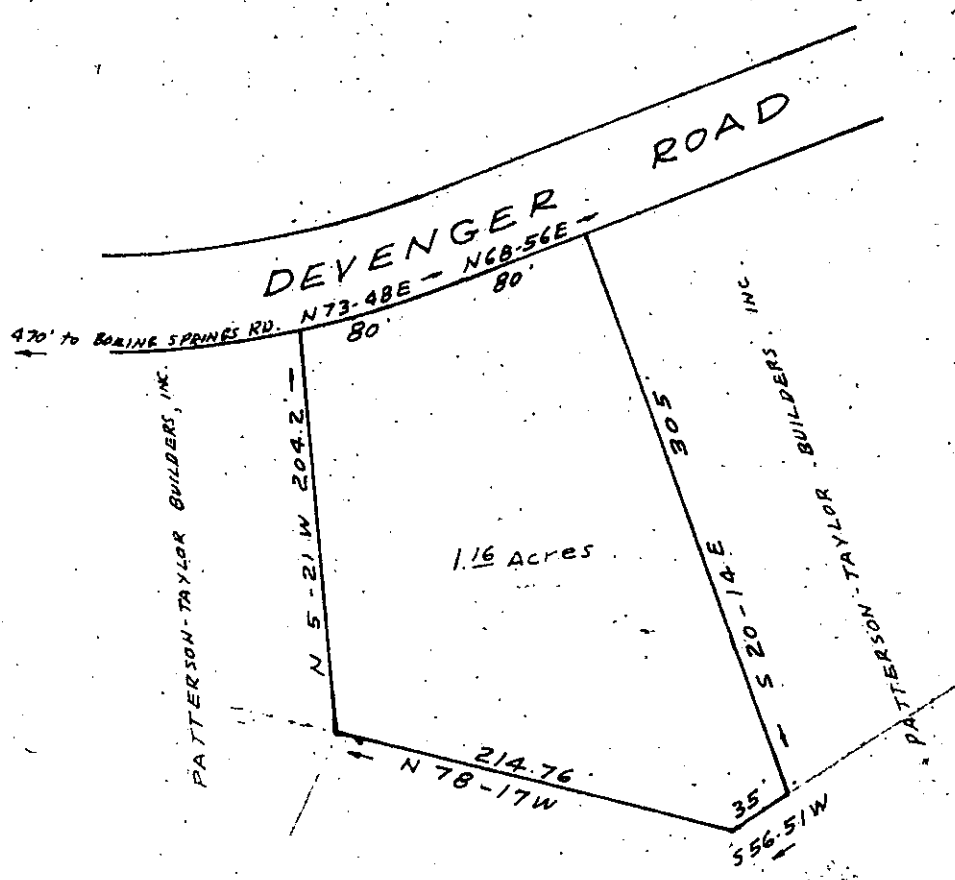 DEVENGER ROAD
N73-48E
80'
N68-56E
80'
470' to BOILING SPRINGS RD.
PATTERSON-TAYLOR BUILDERS, INC.
N 5-21 W 204.2'
1.16 Acres
305'
S 20-14 E
PATTERSON-TAYLOR BUILDERS, INC.
214.76'
N 78-17W
35'
S56-51W